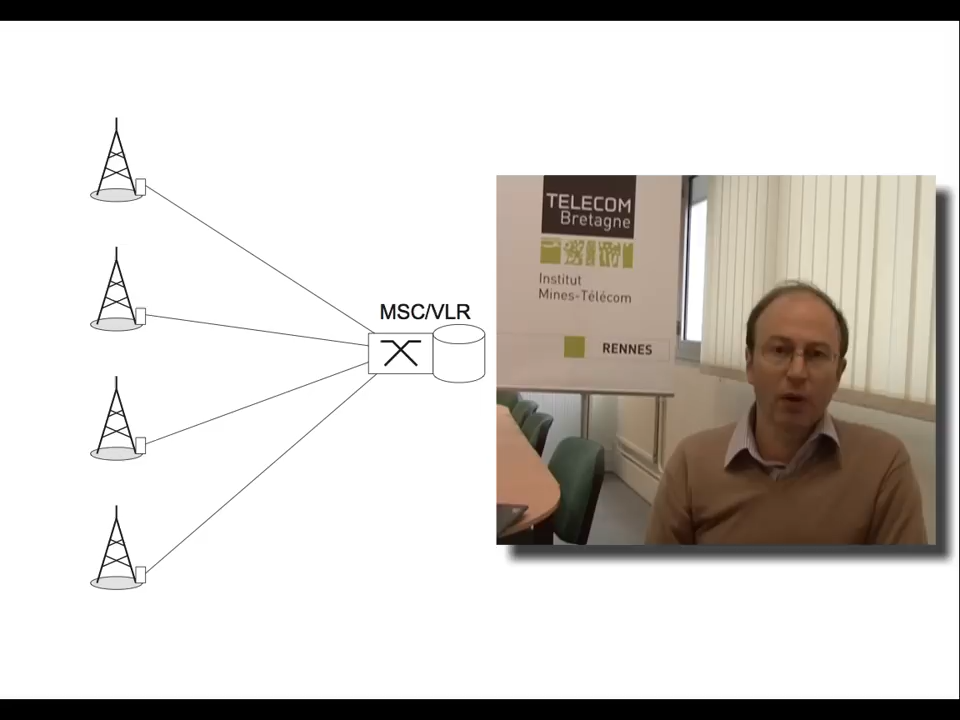 MSC/VLR
TELECOM
Bretagne
Institut
Mines-Télécom
RENNES